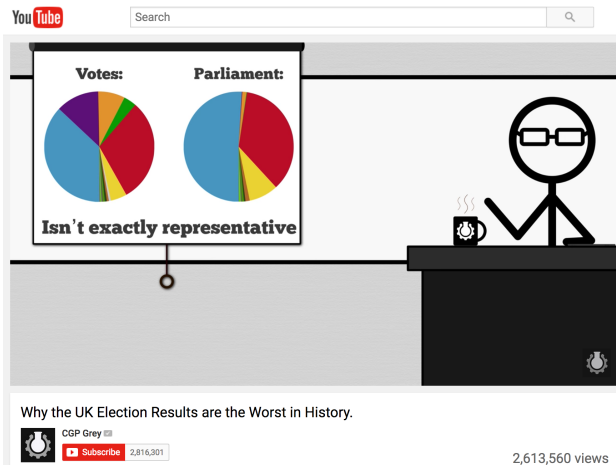 YouTube
Search
Votes: Parliament:
Isn't exactly representative
Why the UK Election Results are the Worst in History.
CGP Grey
Subscribe 2,816,301
2,613,560 views